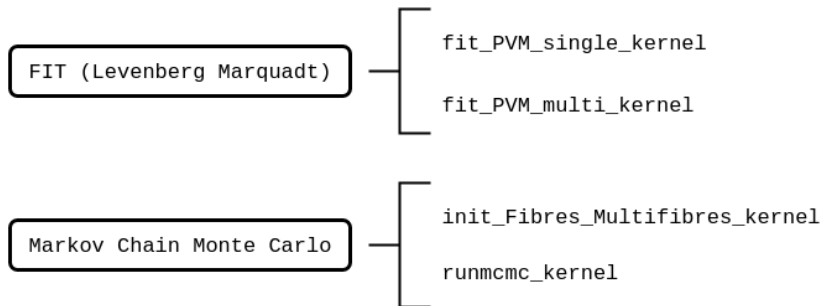 FIT (Levenberg Marquadt)
fit_PVM_single_kernel
fit_PVM_multi_kernel
Markov Chain Monte Carlo
init_Fibres_Multifibres_kernel
runmcmc_kernel